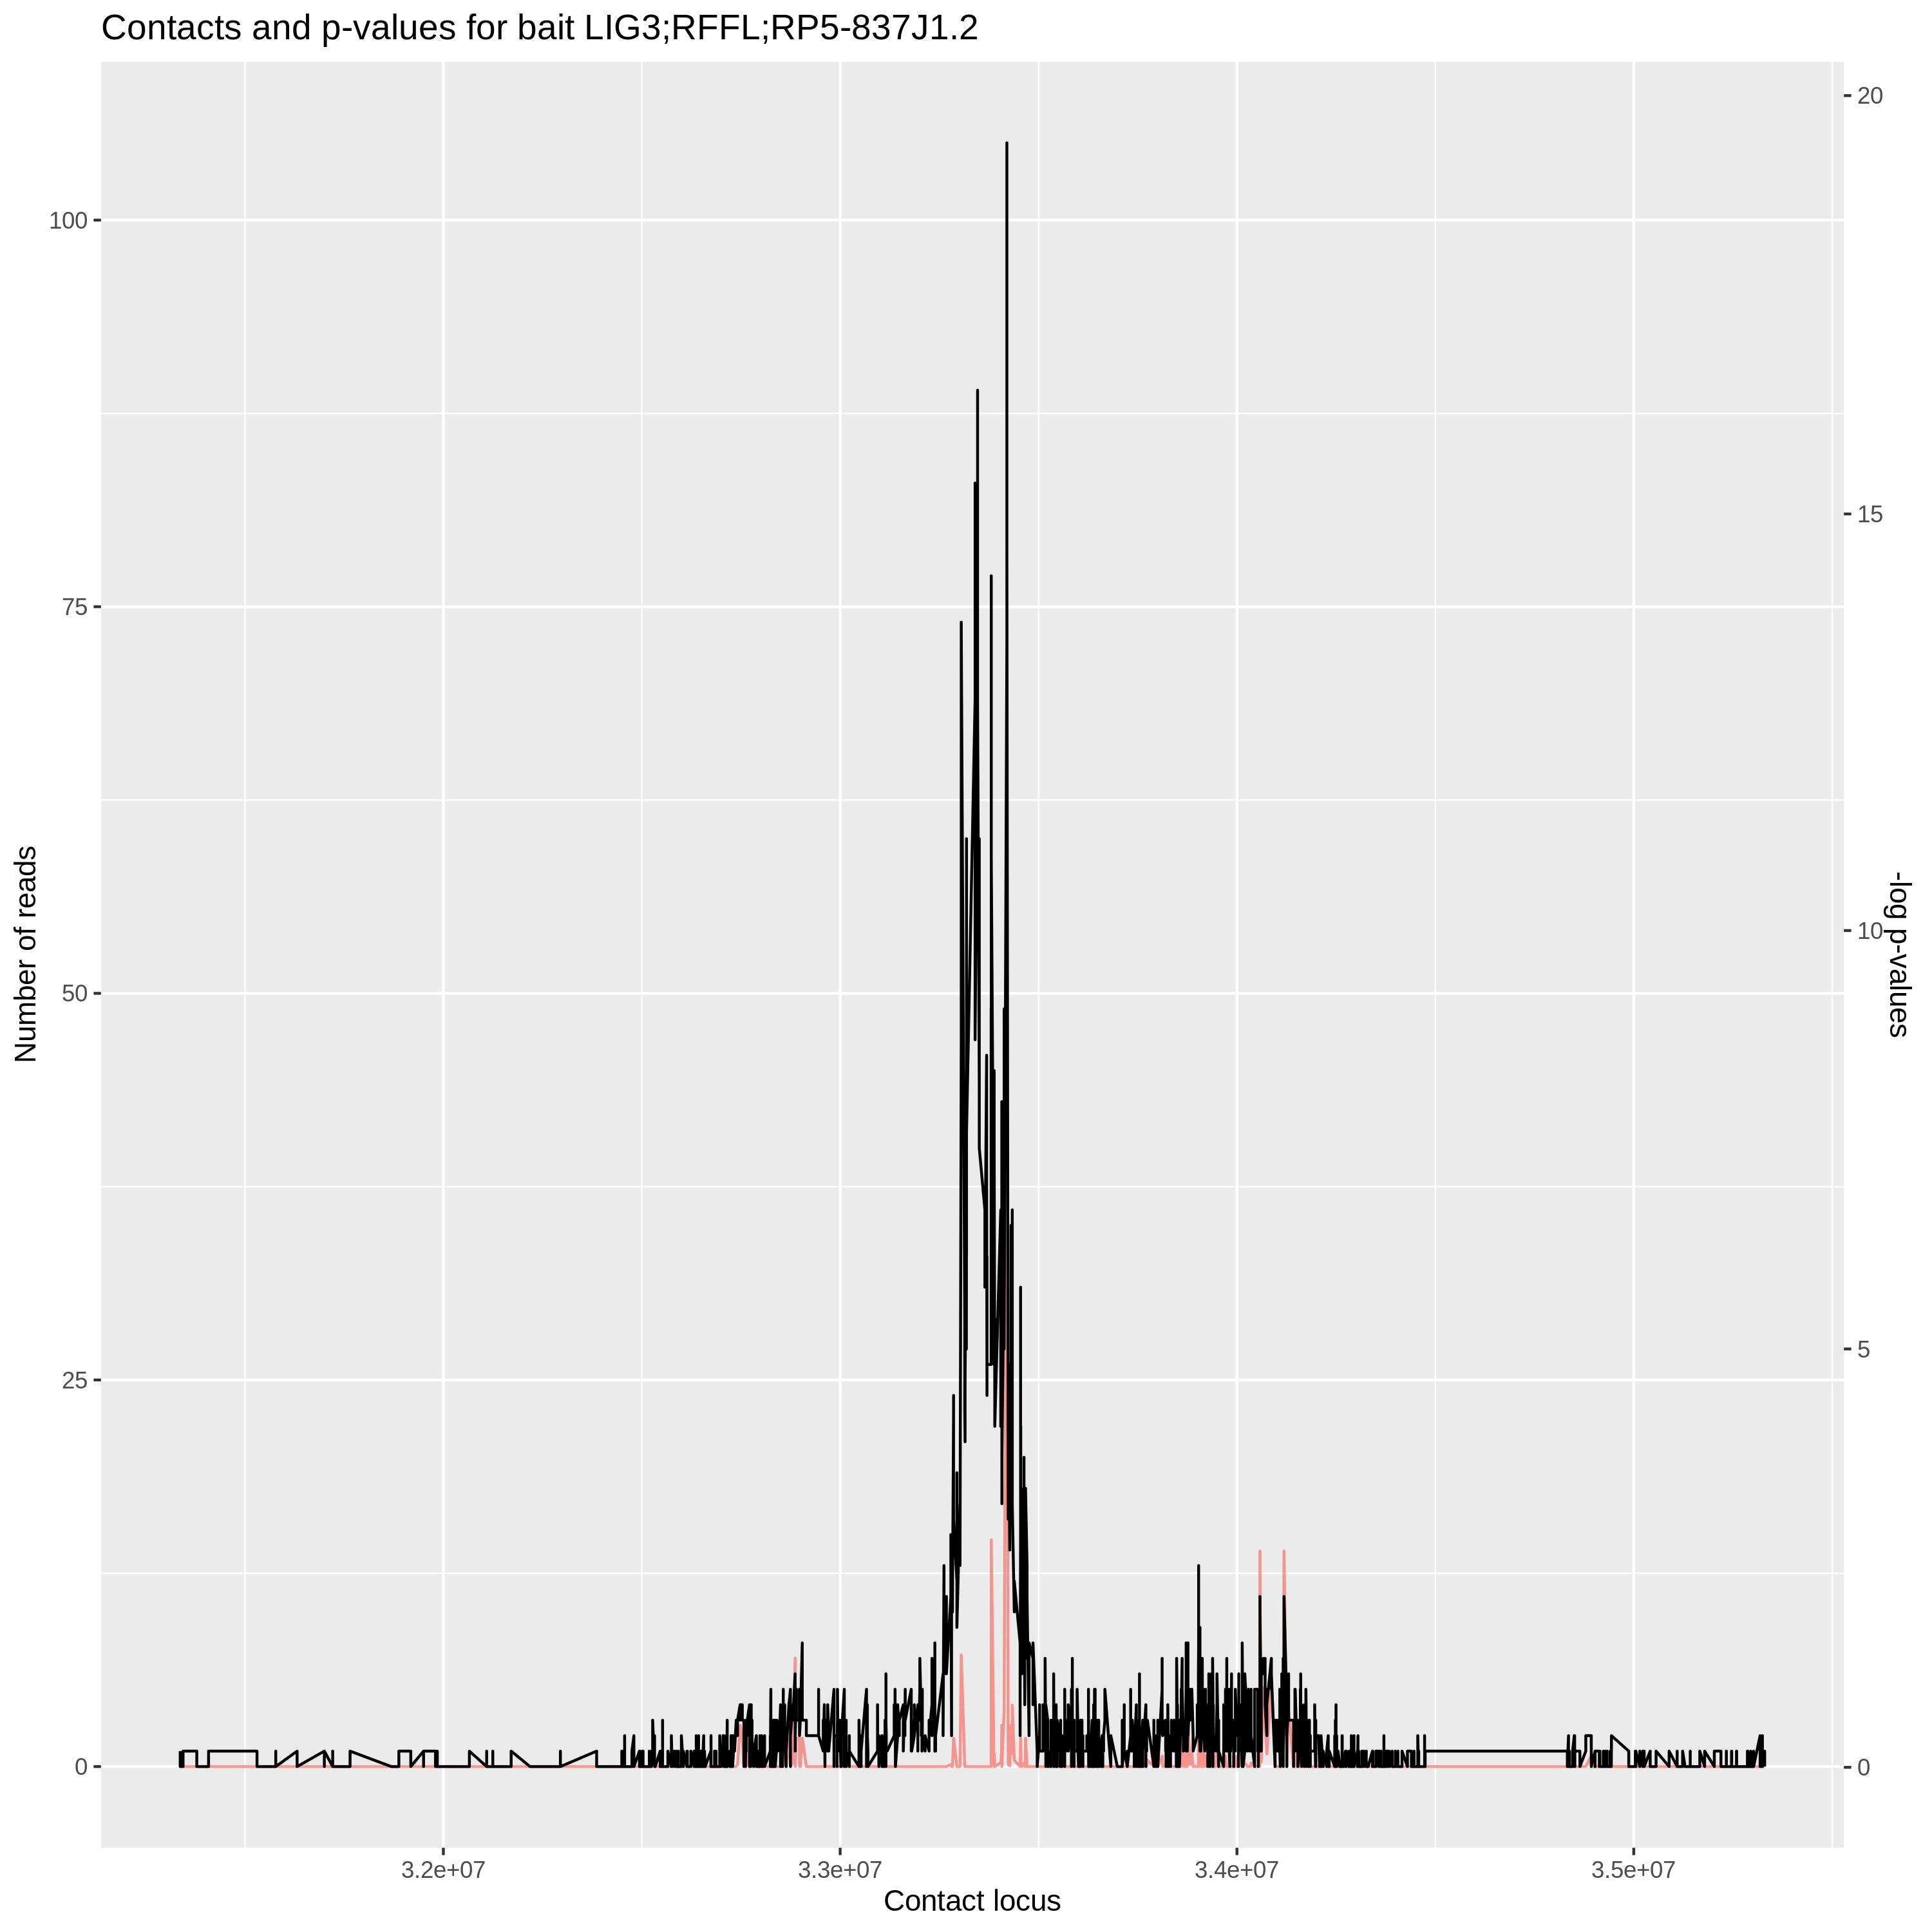 Contacts and p-values for bait LIG3;RFFL;RP5-837J1.2
100
75
50
25
0
Number of reads
20
15
10
5
0
-log p-values
3.2e+07 3.3e+07 3.4e+07 3.5e+07
Contact locus